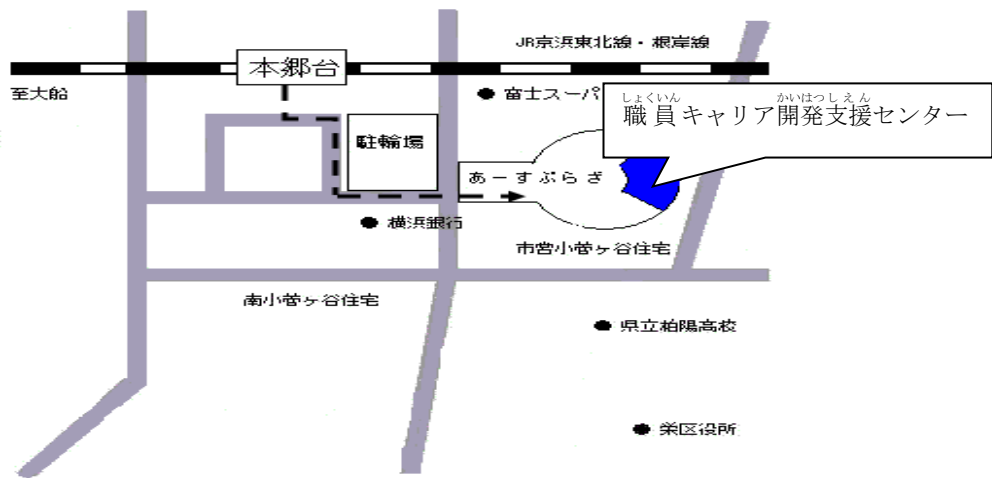 JR京浜東北線・根岸線
本郷台
至大船
富士スーパ
しょくいん かいはつしえん
職員キャリア開発支援センター
駐輪場
あーすぷらざ
横浜銀行
市営小菅ヶ谷住宅
南小菅ヶ谷住宅
県立柏陽高校
栄区役所